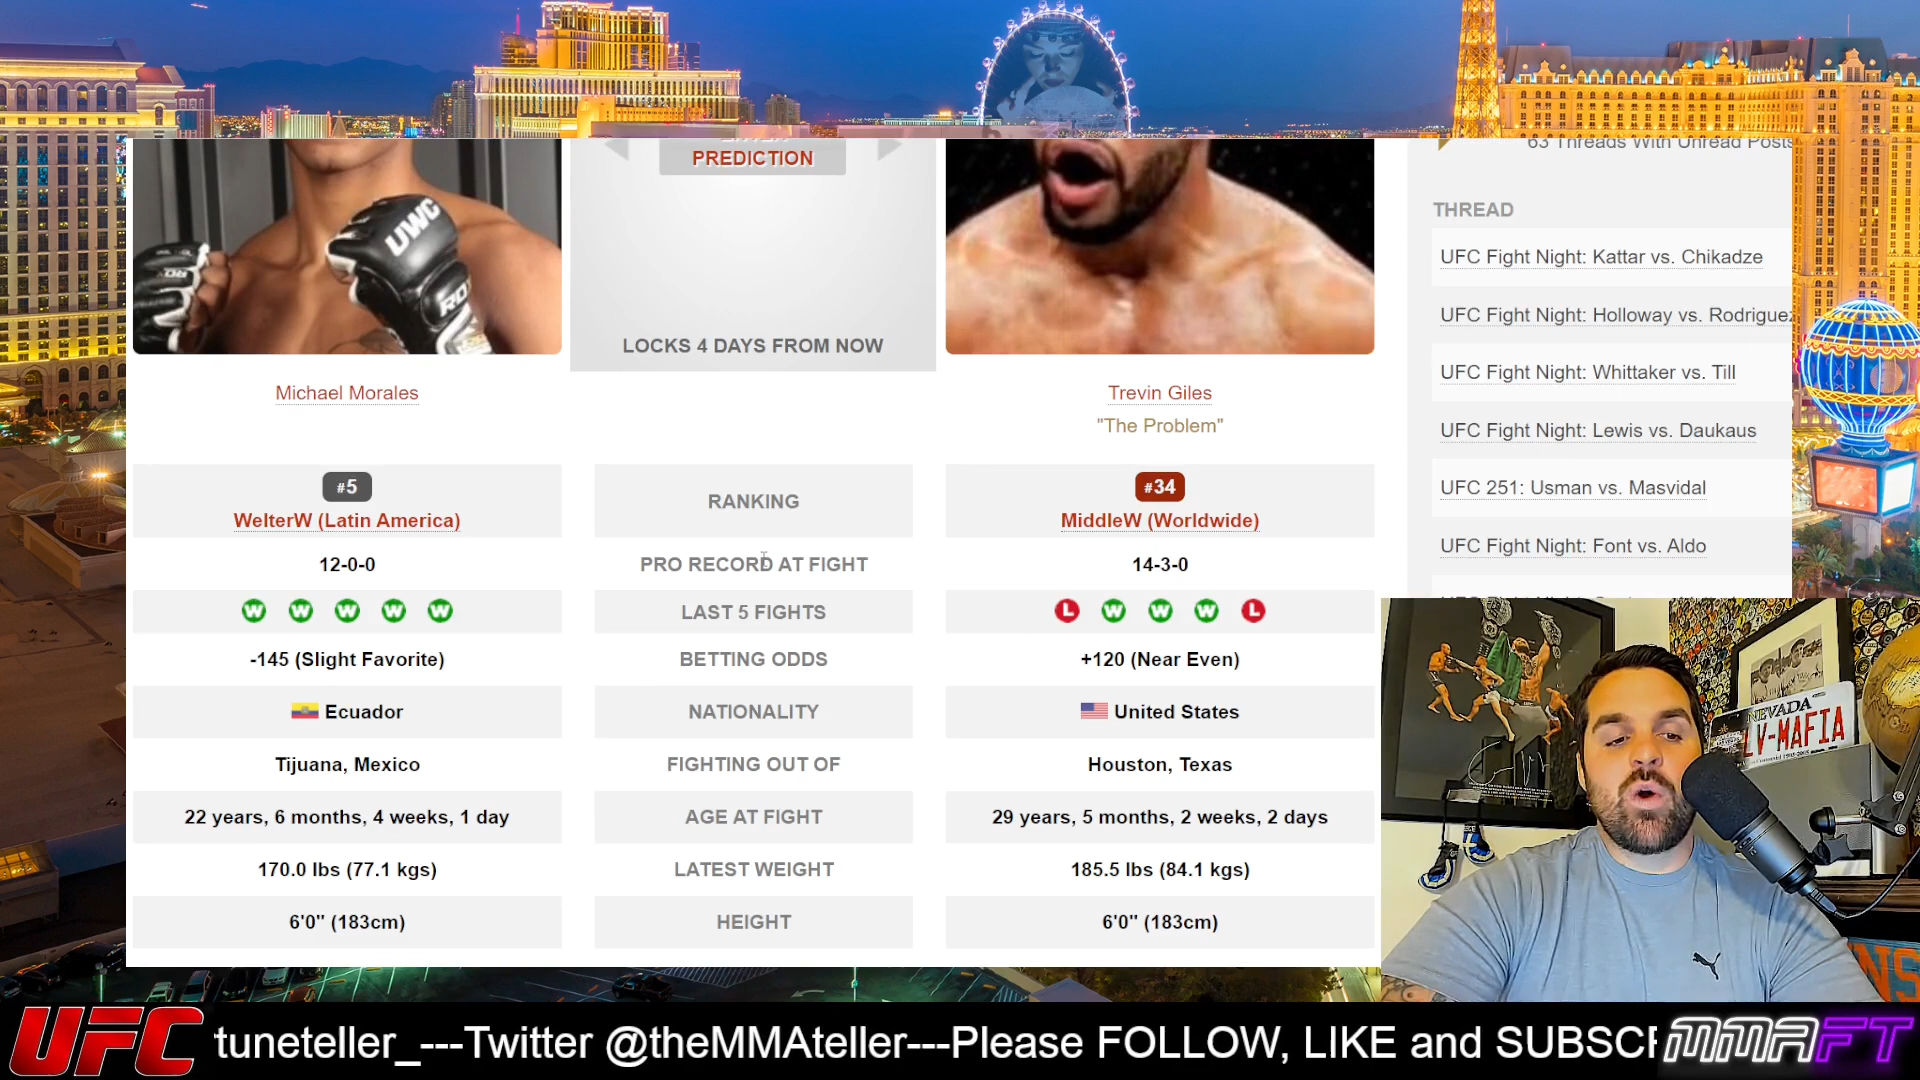 PREDICTION
LOCKS 4 DAYS FROM NOW
UWC
Michael Morales
Trevin Giles
"The Problem"
#5
WelterW (Latin America)
RANKING
#34
MiddleW (Worldwide)
12-0-0
PRO RECORD AT FIGHT
14-3-0
W W W W W
LAST 5 FIGHTS
L W W W L
-145 (Slight Favorite)
BETTING ODDS
+120 (Near Even)
Ecuador
NATIONALITY
United States
Tijuana, Mexico
FIGHTING OUT OF
Houston, Texas
22 years, 6 months, 4 weeks, 1 day
AGE AT FIGHT
29 years, 5 months, 2 weeks, 2 days
170.0 lbs (77.1 kgs)
LATEST WEIGHT
185.5 lbs (84.1 kgs)
6'0" (183cm)
HEIGHT
6'0" (183cm)
63 Threads With Unread Posts
THREAD
UFC Fight Night: Kattar vs. Chikadze
UFC Fight Night: Holloway vs. Rodriguez
UFC Fight Night: Whittaker vs. Till
UFC Fight Night: Lewis vs. Daukaus
UFC 251: Usman vs. Masvidal
UFC Fight Night: Font vs. Aldo
NEVADA
LV-MAFIA
UFC
tuneteller_---Twitter @theMMAteller---Please FOLLOW, LIKE and SUBSCR
MMAFT